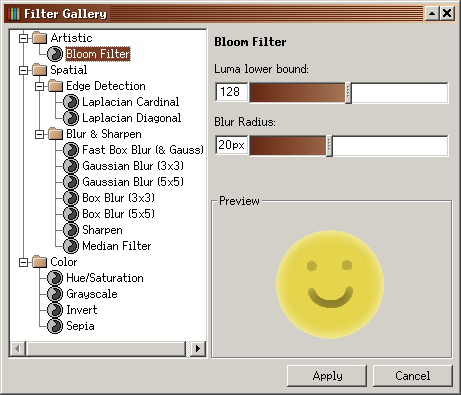 Filter Gallery
Artistic
Bloom Filter
Spatial
Edge Detection
Laplacian Cardinal
Laplacian Diagonal
Blur & Sharpen
Fast Box Blur (& Gauss)
Gaussian Blur (3x3)
Gaussian Blur (5x5)
Box Blur (3x3)
Box Blur (5x5)
Sharpen
Median Filter
Color
Hue/Saturation
Grayscale
Invert
Sepia
Bloom Filter
Luma lower bound:
128
Blur Radius:
20px
Preview
Apply
Cancel